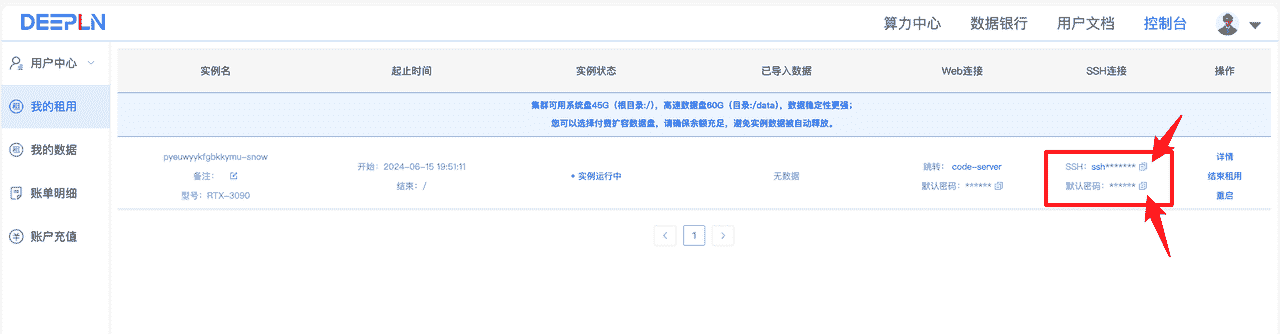 DEEPLN
算力中心 数据银行 用户文档 控制台
用户中心
我的租用
我的数据
账单明细
账户充值
实例名 起止时间 实例状态 已导入数据 Web连接 SSH连接 操作
集群可用系统盘45G（根目录:/），高速数据盘60G（目录:/data），数据稳定性更强；
您可以选择付费扩容数据盘，请确保余额充足，避免实例数据被自动释放。
pyeuwyykfgbkkymu-snow
备注：
型号：RTX-3090
开始：2024-06-15 19:51:11
结束：/
• 实例运行中
无数据
跳转：code-server
默认密码：******
SSH：ssh*******
默认密码：******
详情
结束租用
重启
1